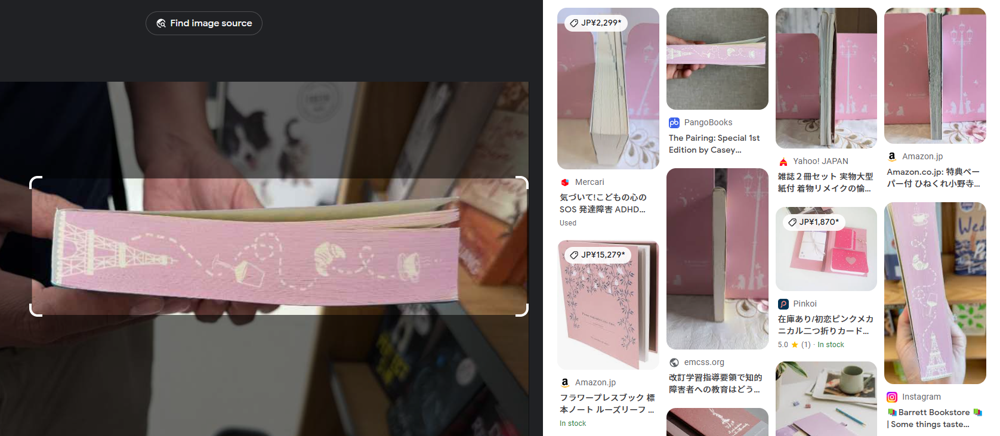 Find image source
JP¥2,299*
Mercari
気づいて!こどもの心の
SOS 発達障害 ADHD...
Used
JP¥15,279*
Amazon.jp
フラワープレスブック 標
本ノート ルーズリーフ ...
In stock
PangoBooks
The Pairing: Special 1st
Edition by Casey...
emcss.org
改訂学習指導要領で知的
障害者への教育はどう...
Yahoo! JAPAN
雑誌２冊セット 実物大型
紙付 着物リメイクの愉...
JP¥1,870*
Pinkoi
在庫あり/初恋ピンクメカ
ニカル二つ折りカード...
5.0 ★ (1) · In stock
Amazon.jp
Amazon.co.jp: 特典ペー
パー付 ひねくれ小野寺...
Instagram
📚Barrett Bookstore 📚
| Some things taste...